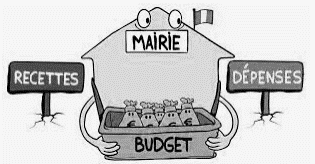 MAIRIE
RECETTES
DÉPENSES
BUDGET